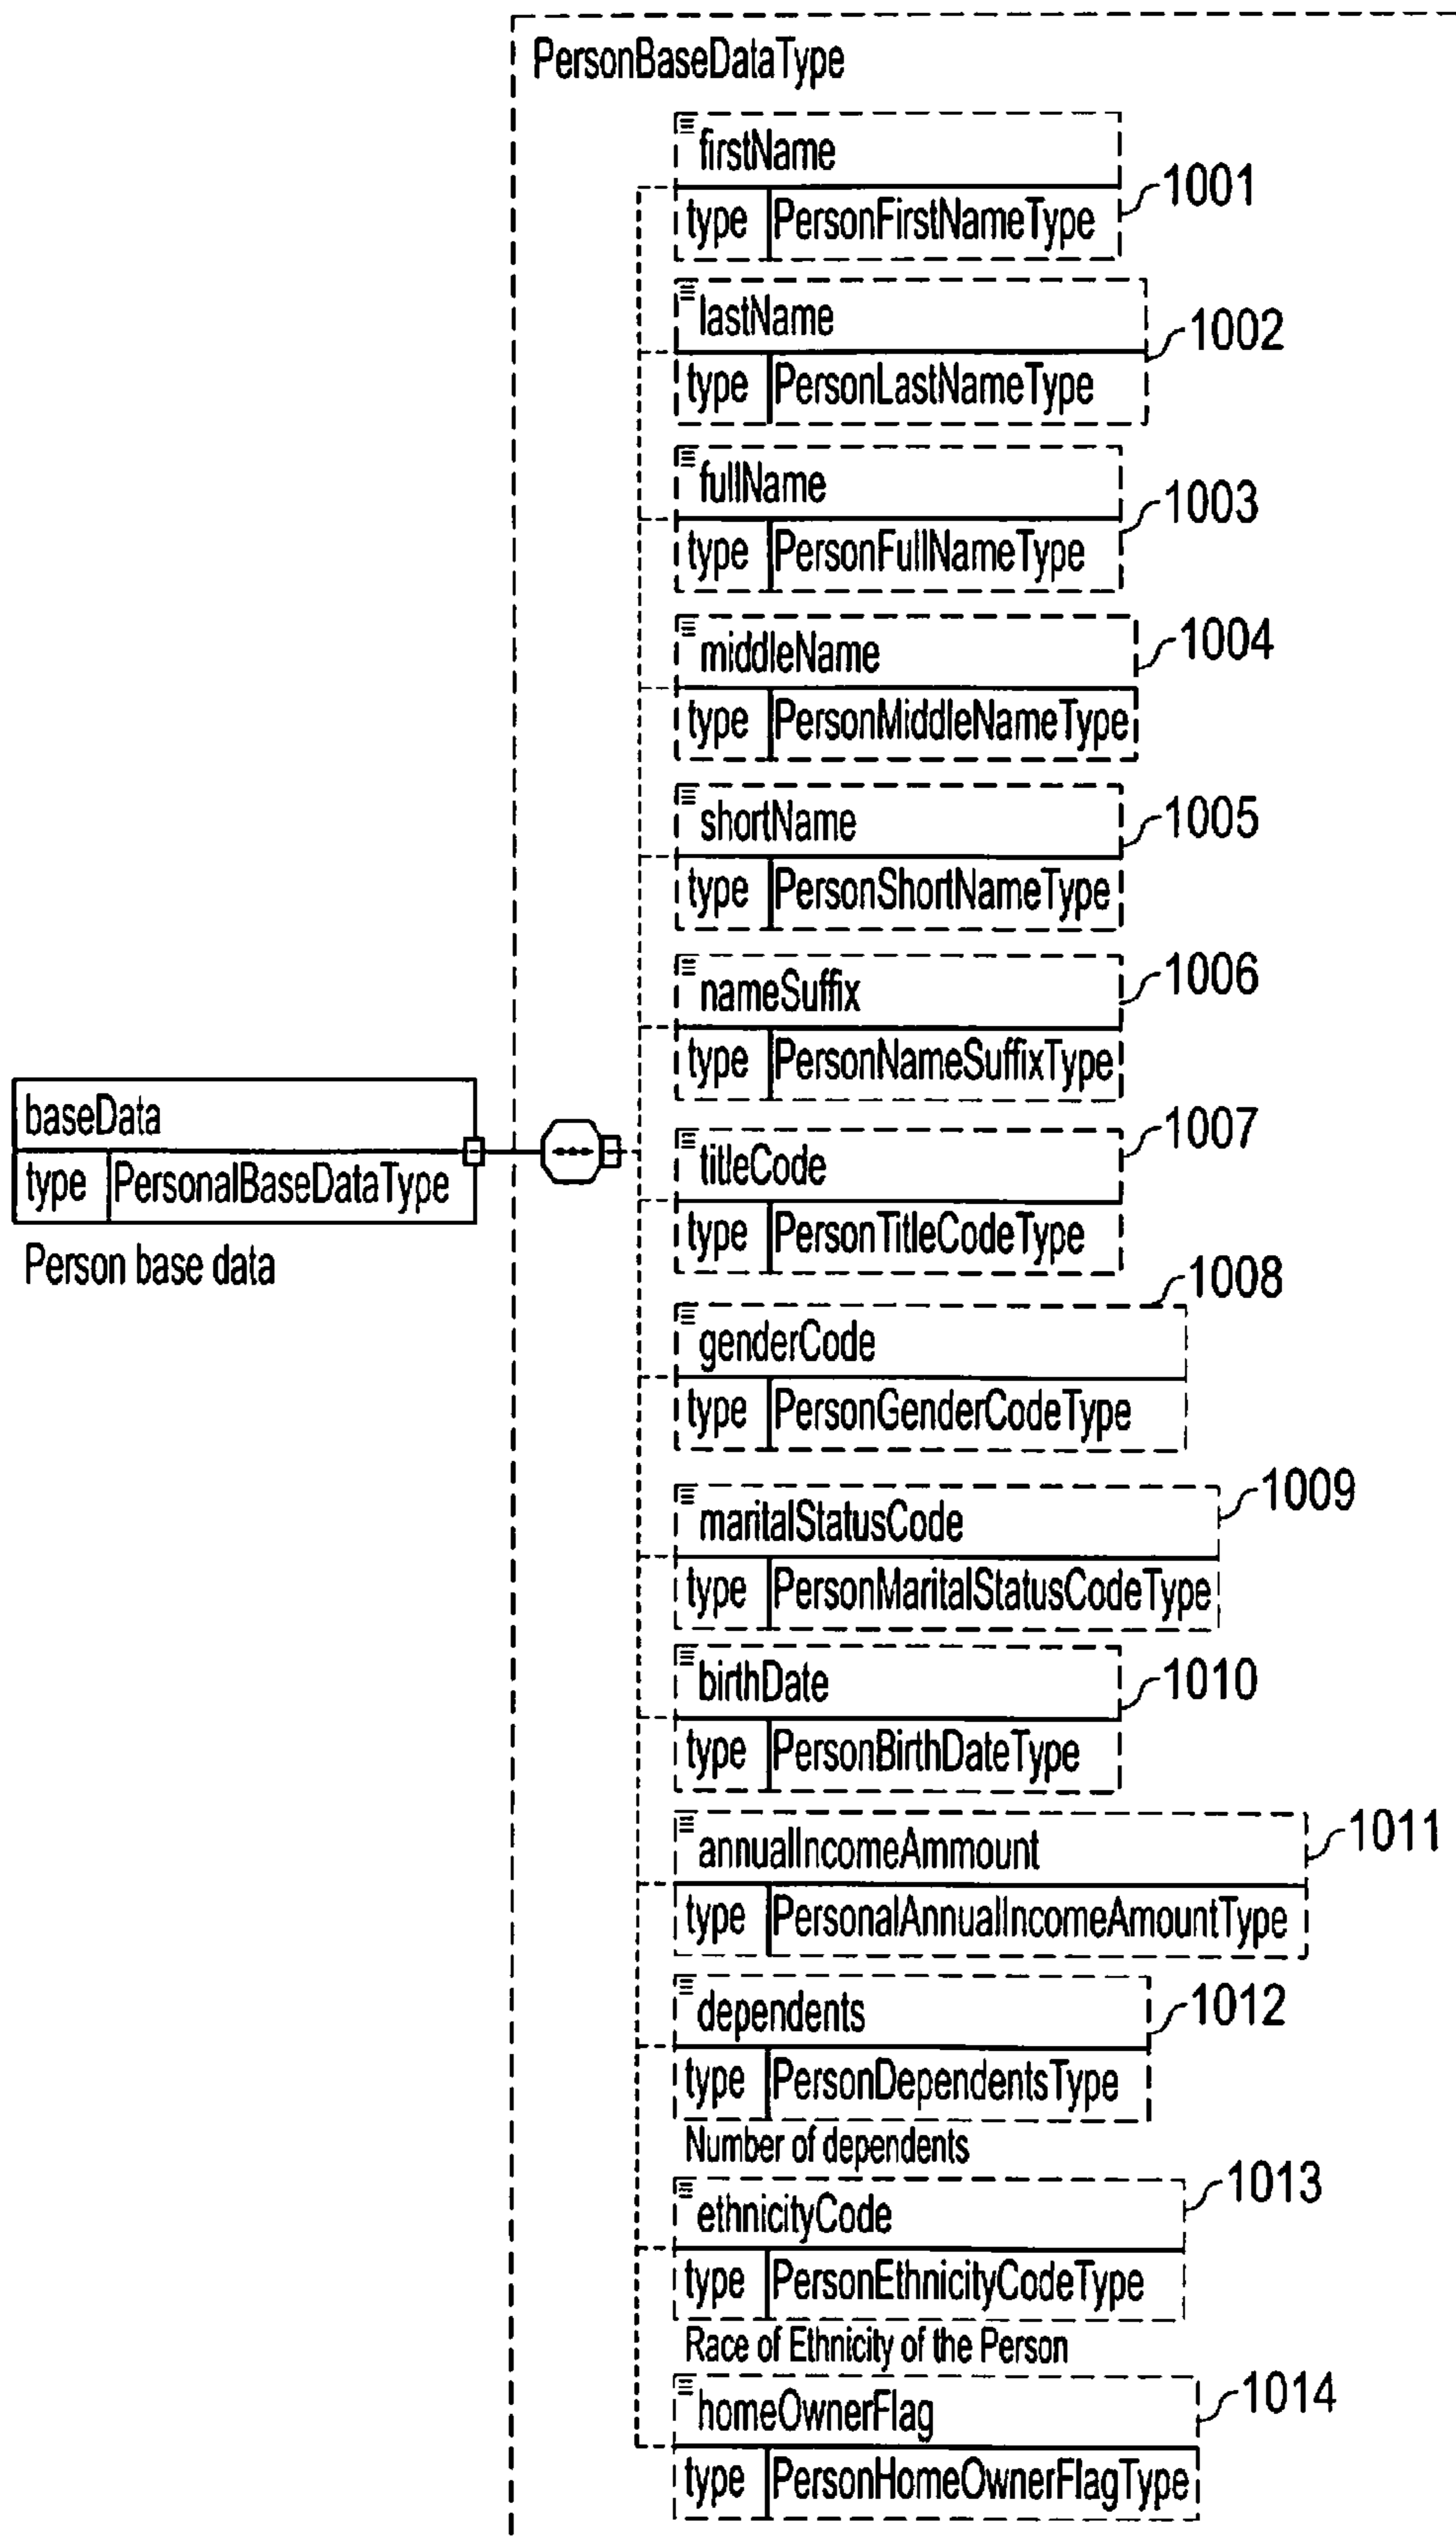 PersonBaseDataType
firstName
1001
type PersonFirstNameType
lastName
1002
type PersonLastNameType
fullName
1003
type PersonFullNameType
middleName
1004
type PersonMiddleNameType
shortName
1005
type PersonShortNameType
nameSuffix
1006
type PersonNameSuffixType
baseData
type PersonalBaseDataType
Person base data
titleCode
1007
type PersonTitleCodeType
genderCode
1008
type PersonGenderCodeType
maritalStatusCode
1009
type PersonMaritalStatusCodeType
birthDate
1010
type PersonBirthDateType
annualIncomeAmmount
1011
type PersonalAnnualIncomeAmountType
dependents
1012
type PersonDependentsType
Number of dependents
ethnicityCode
1013
type PersonEthnicityCodeType
Race of Ethnicity of the Person
homeOwnerFlag
1014
type PersonHomeOwnerFlagType